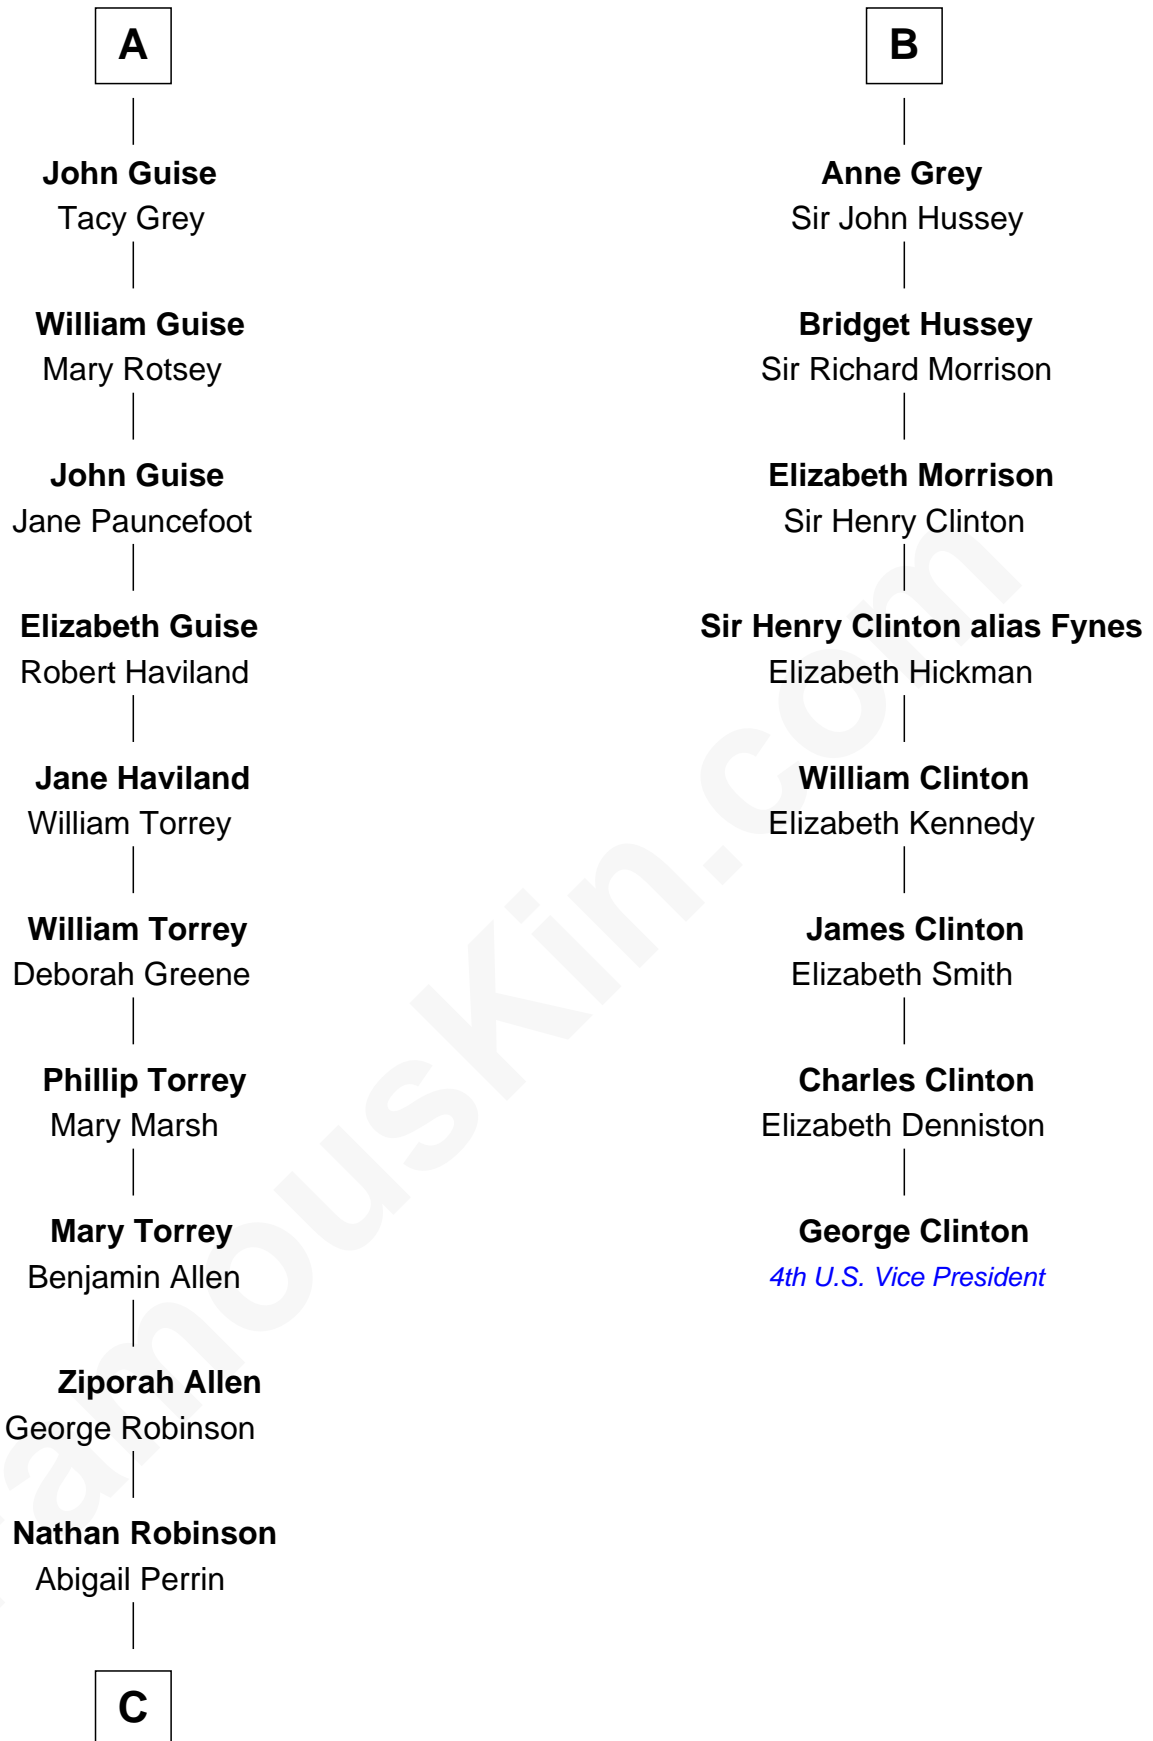 A
John Guise
Tacy Grey
William Guise
Mary Rotsey
John Guise
Jane Pauncefoot
Elizabeth Guise
Robert Haviland
Jane Haviland
William Torrey
William Torrey
Deborah Greene
Phillip Torrey
Mary Marsh
Mary Torrey
Benjamin Allen
Ziporah Allen
George Robinson
Nathan Robinson
Abigail Perrin
C
B
Anne Grey
Sir John Hussey
Bridget Hussey
Sir Richard Morrison
Elizabeth Morrison
Sir Henry Clinton
Sir Henry Clinton alias Fynes
Elizabeth Hickman
William Clinton
Elizabeth Kennedy
James Clinton
Elizabeth Smith
Charles Clinton
Elizabeth Denniston
George Clinton
4th U.S. Vice President
FamousKin.com